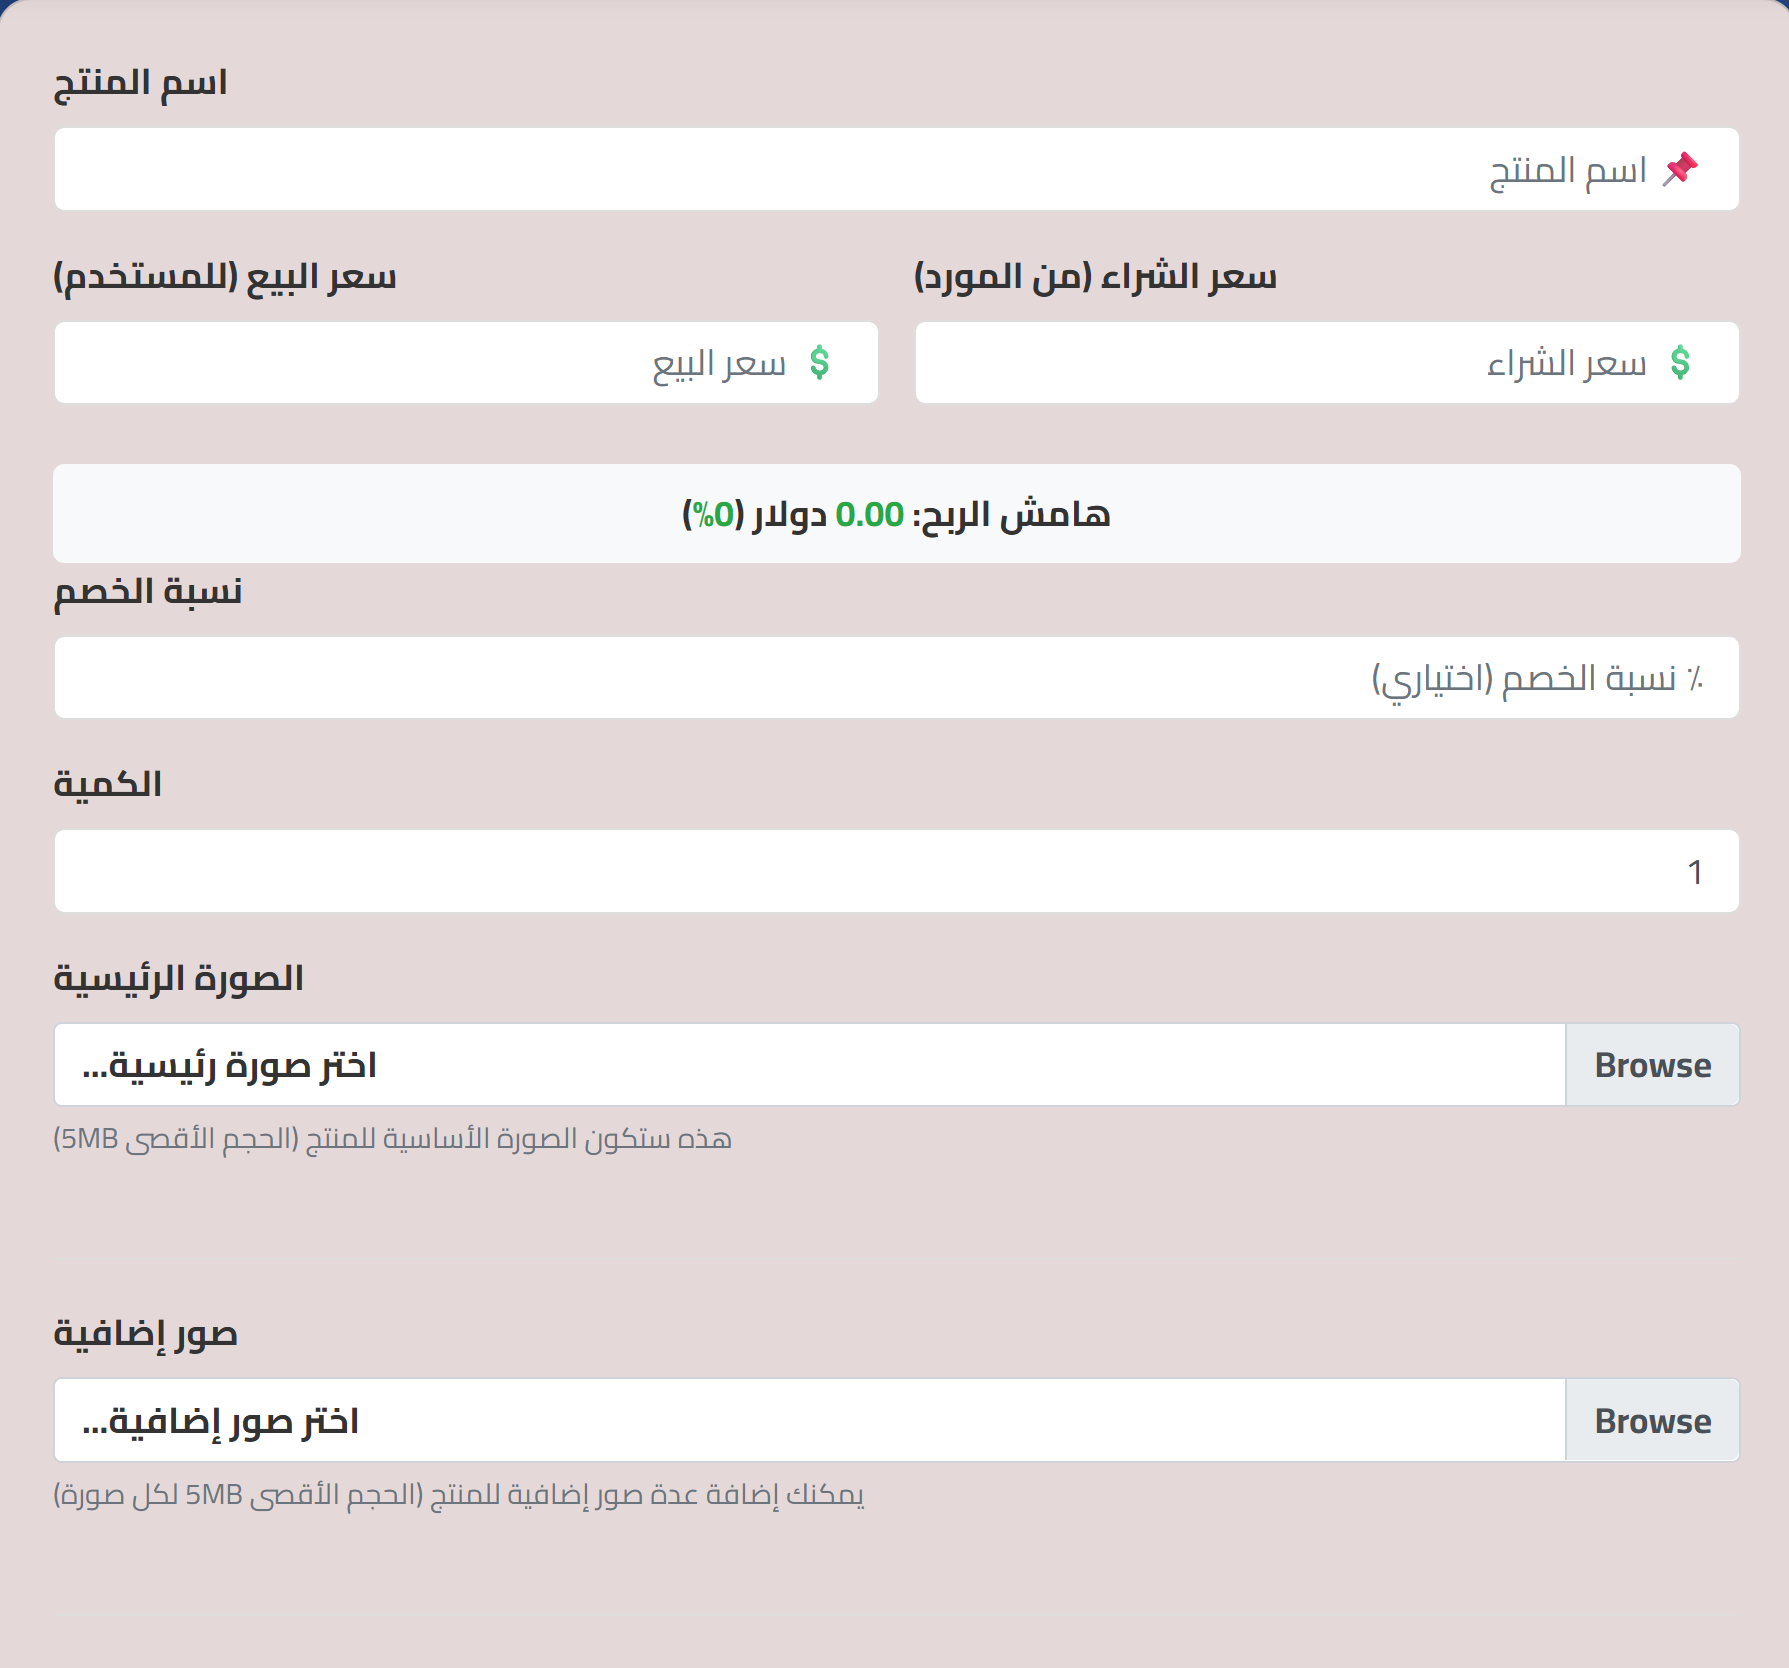 اسم المنتج
📌 اسم المنتج
سعر الشراء (من المورد)
💲 سعر الشراء
سعر البيع (للمستخدم)
💲 سعر البيع
هامش الربح: 0.00 دولار (0%)
نسبة الخصم
٪ نسبة الخصم (اختياري)
الكمية
1
الصورة الرئيسية
Browse
اختر صورة رئيسية...
هذه ستكون الصورة الأساسية للمنتج (الحجم الأقصى 5MB)
صور إضافية
Browse
اختر صور إضافية...
يمكنك إضافة عدة صور إضافية للمنتج (الحجم الأقصى 5MB لكل صورة)